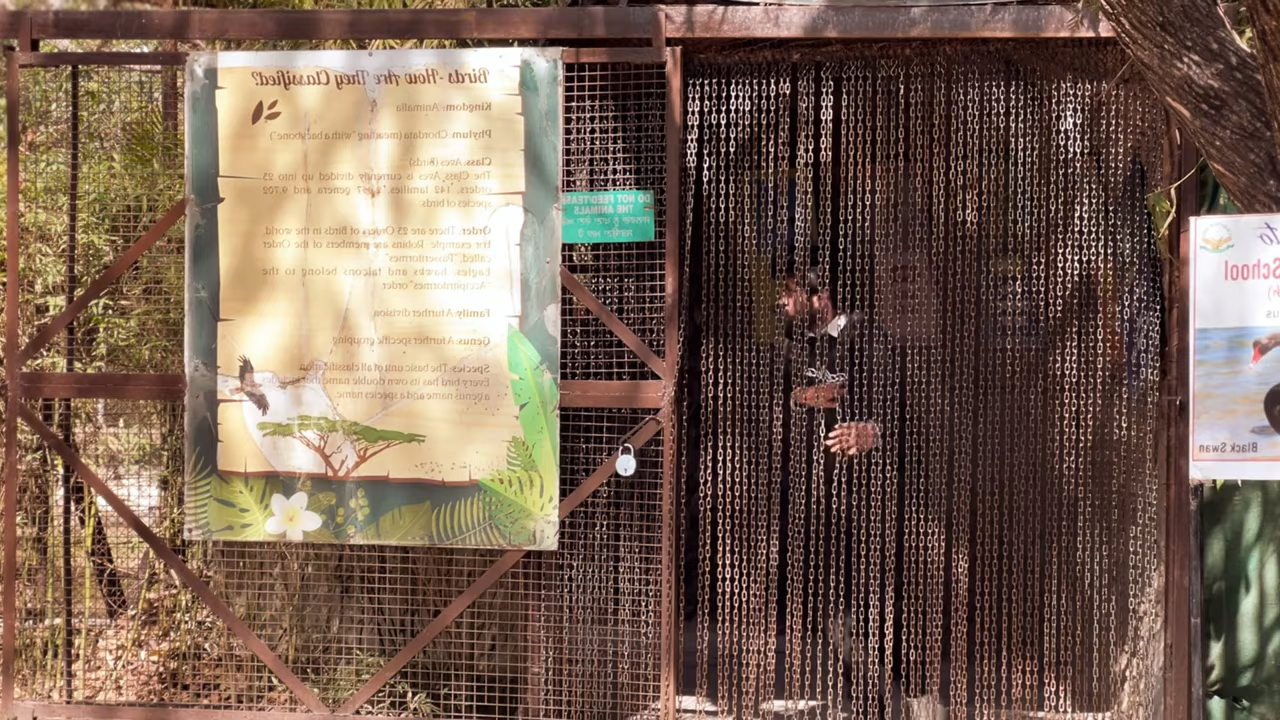 Birds - How Are They Classified?
Kingdom: Animalia
Phylum: Chordata (meaning "with a backbone")
Class: Aves (Birds)
The Class Aves is currently divided up into 23
orders, 142 families, 2,057 genera and 9,702
species of birds.
Order: There are 23 Orders of Birds in the world.
For example- Robins are members of the Order
called, "Passeriformes"
Eagles, hawks and falcons belong to the
"Accipitriformes" order
Family: A further division
Genus: A further specific gropping
Species: The basic unit of all classification
Every bird has its own double name that includes
a genus name and a species name
DO NOT FEED/TEASE
THE ANIMALS
to
School
Black Swan